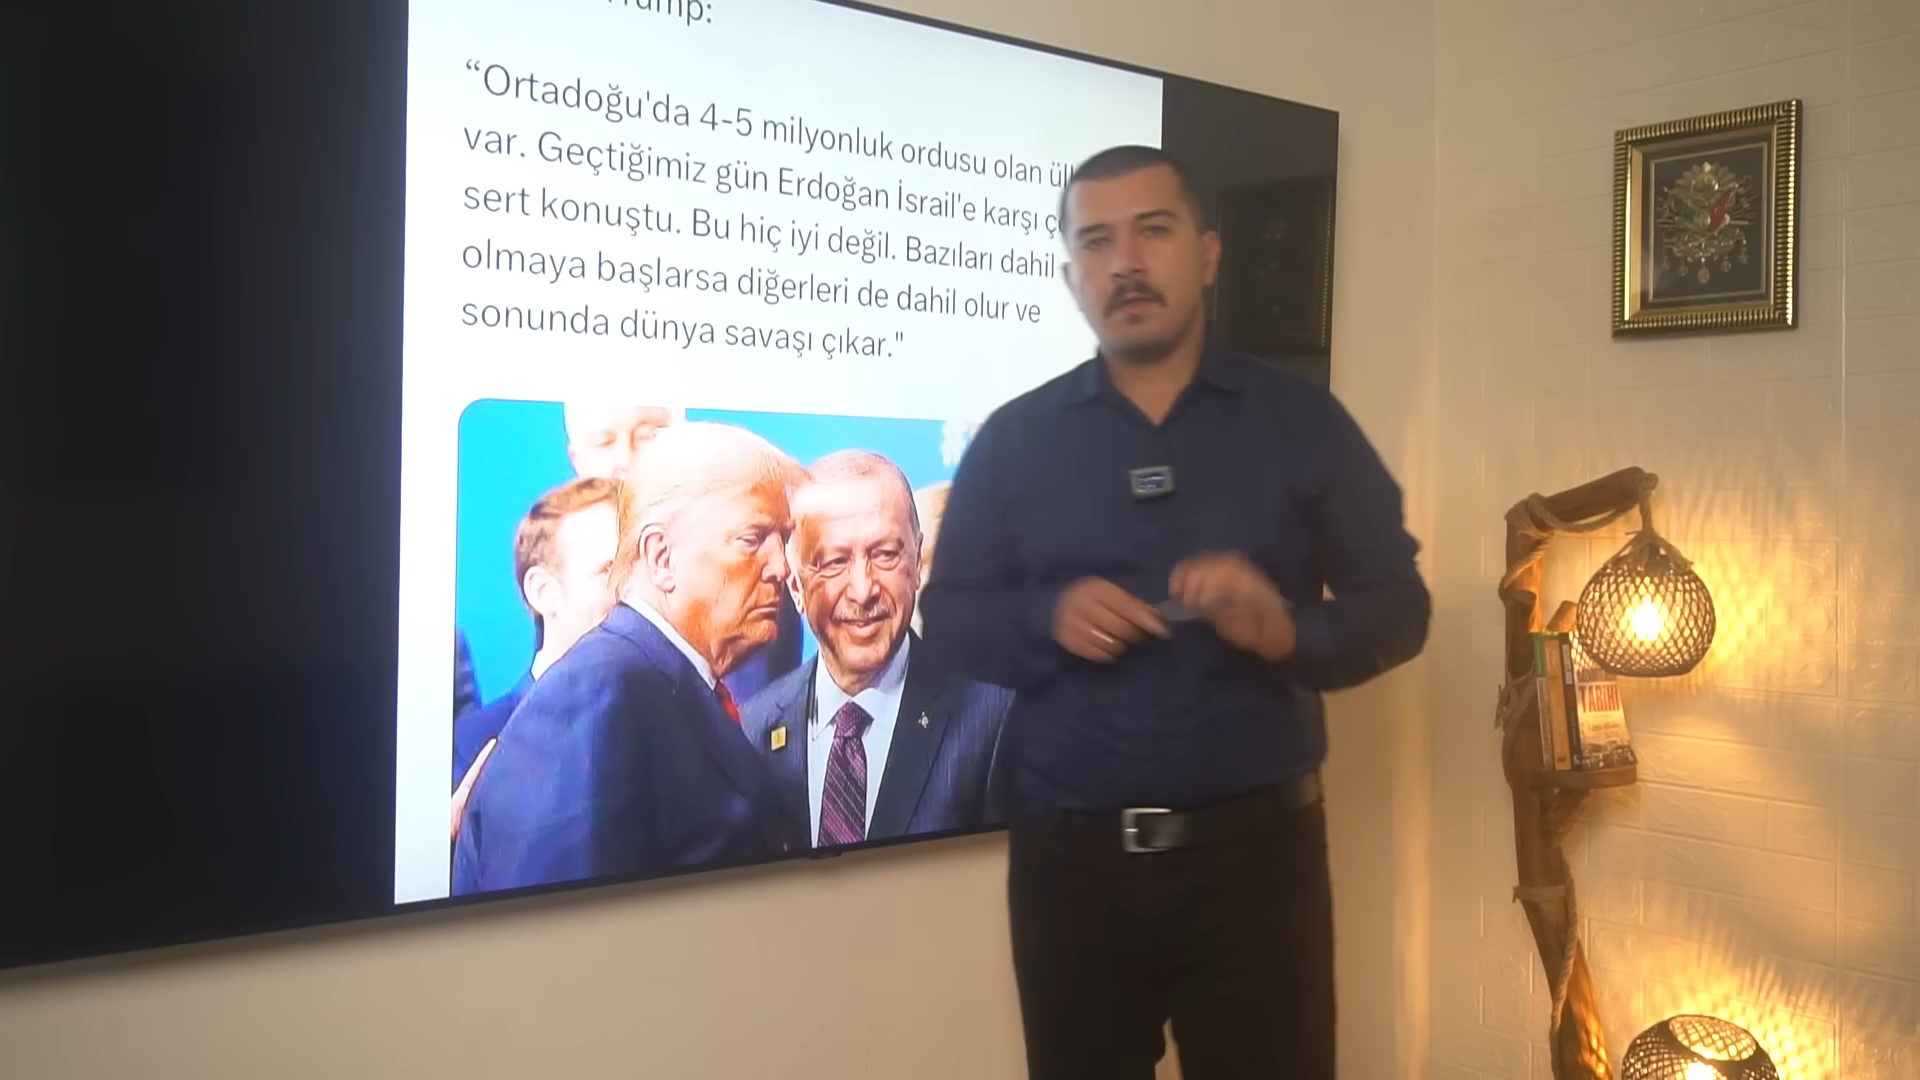 Trump:
“Ortadoğu'da 4-5 milyonluk ordusu olan
var. Geçtiğimiz gün Erdoğan İsrail'e karşı
sert konuştu. Bu hiç iyi değil. Bazıları dahil
olmaya başlarsa diğerleri de dahil olur ve
sonunda dünya savaşı çıkar."
TARİHİ